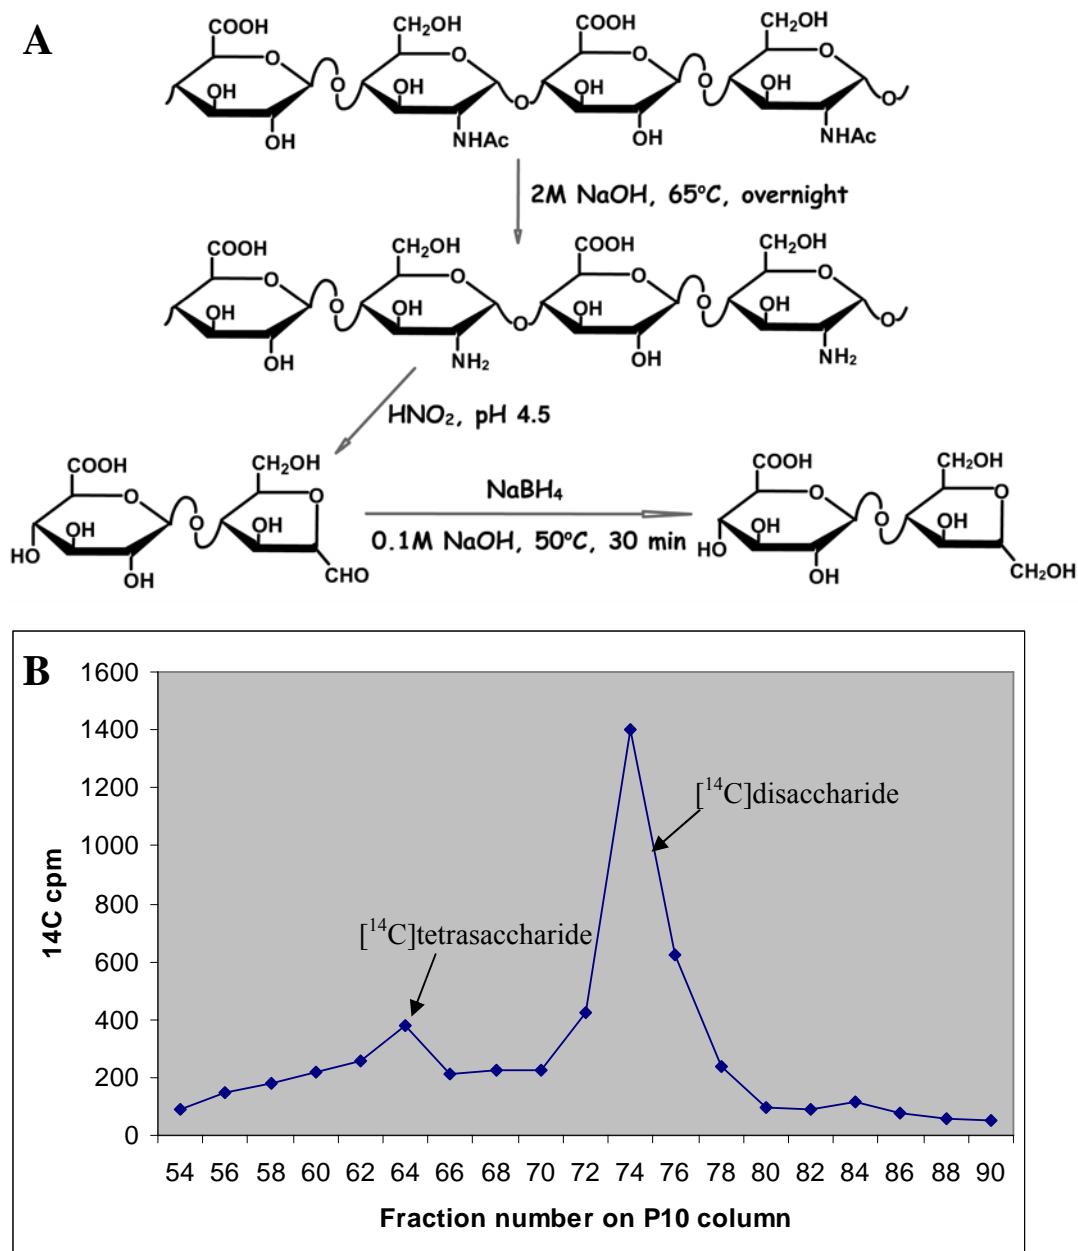 A
COOH CH₂OH COOH CH₂OH
O O O O
OH O OH OH O OH
O O
OH NHAc OH NHAc
2M NaOH, 65°C, overnight
COOH CH₂OH COOH CH₂OH
O O O O
OH O OH OH O OH
O O
OH NH₂ OH NH₂
HNO₂, pH 4.5
COOH CH₂OH
O O
OH O OH
HO OH CHO
NaBH₄
0.1M NaOH, 50°C, 30 min
COOH CH₂OH
O O
OH O OH
HO OH CH₂OH
B
1600
1400
1200
1000
800
600
400
200
0
14C cpm
[¹⁴C]disaccharide
[¹⁴C]tetrasaccharide
54 56 58 60 62 64 66 68 70 72 74 76 78 80 82 84 86 88 90
Fraction number on P10 column